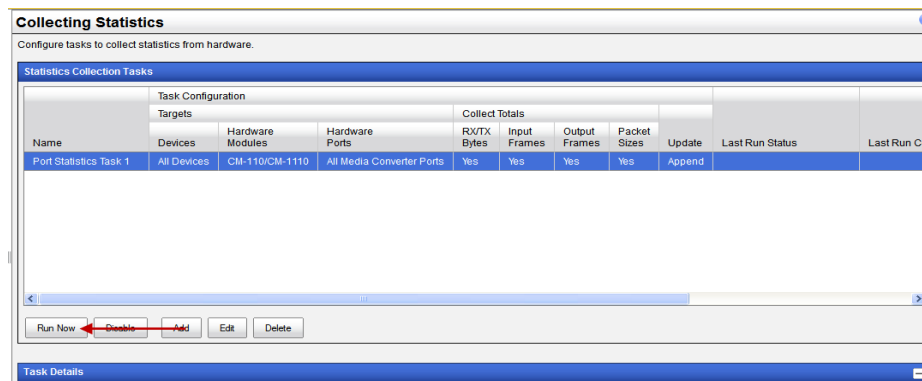 Collecting Statistics
Configure tasks to collect statistics from hardware.
Statistics Collection Tasks
Task Configuration
Targets Collect Totals
Name Devices Hardware Modules Hardware Ports RX/TX Bytes Input Frames Output Frames Packet Sizes Update Last Run Status Last Run C
Port Statistics Task 1 All Devices CM-110/CM-1110 All Media Converter Ports Yes Yes Yes Yes Append
Run Now Disable Add Edit Delete
Task Details